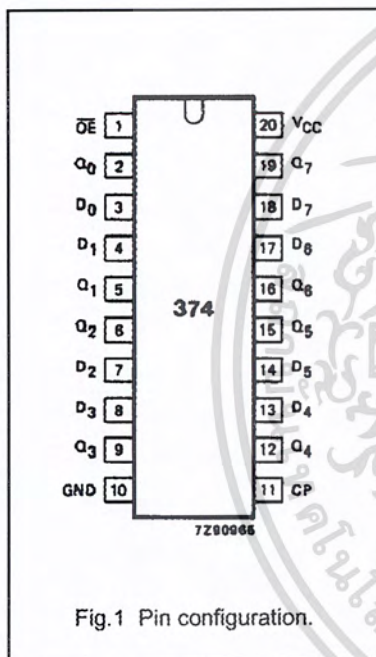 OE 1 20 VCC
Q0 2 19 Q7
D0 3 18 D7
D1 4 17 D6
Q1 5 16 Q6
374
Q2 6 15 Q5
D2 7 14 D5
D3 8 13 D4
Q3 9 12 Q4
GND 10 11 CP
7Z90966
Fig.1 Pin configuration.